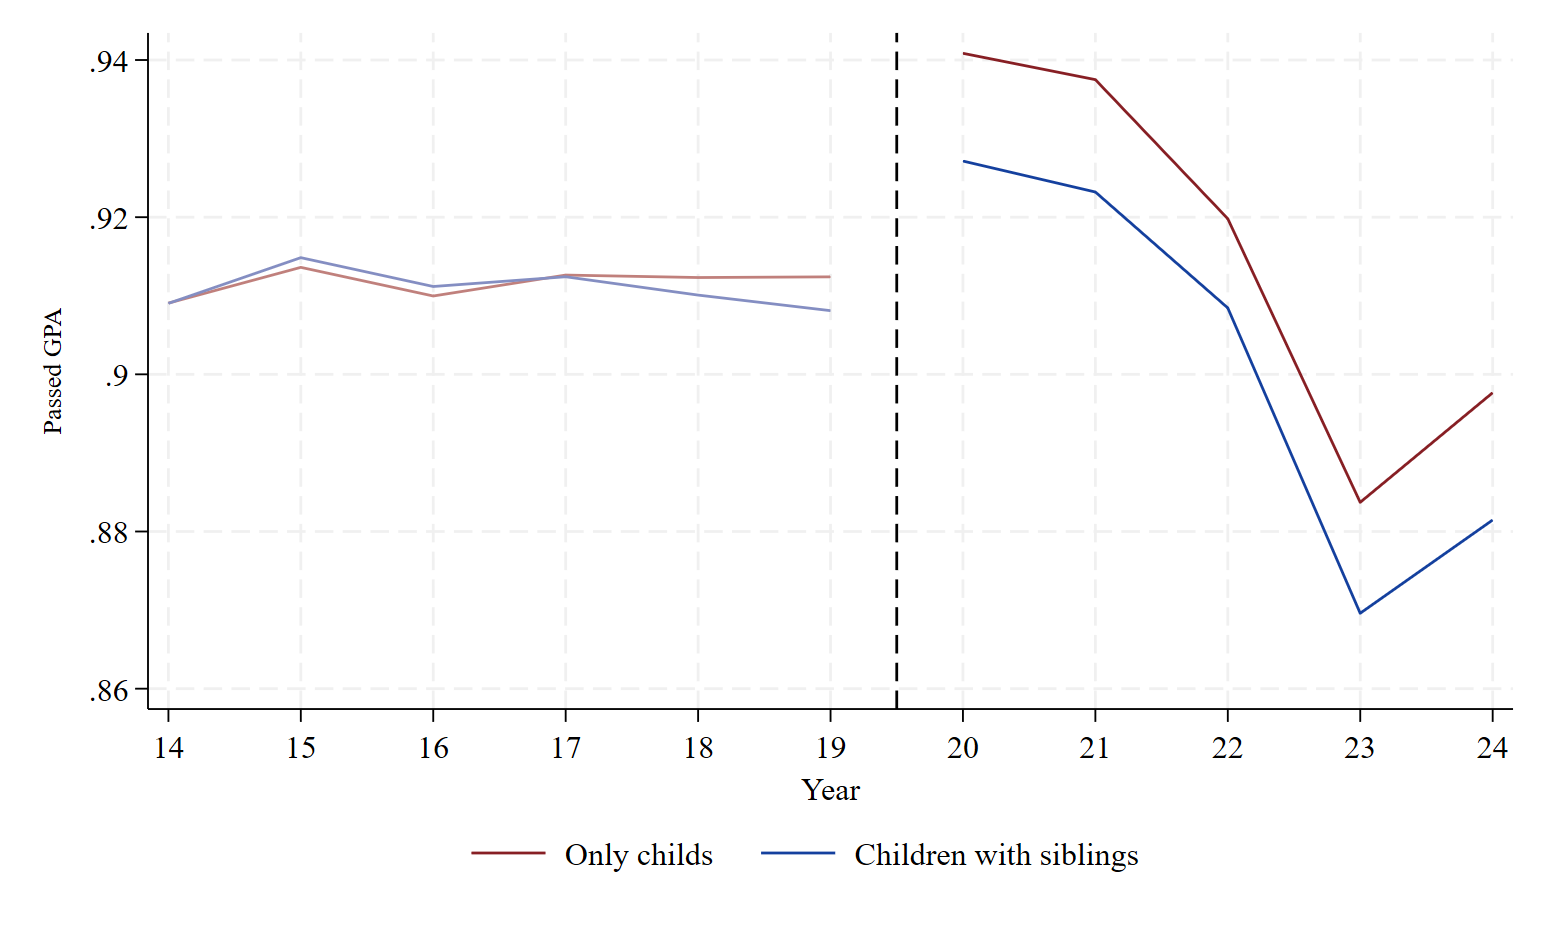 .94
.92
.9
.88
.86
Passed GPA
14 15 16 17 18 19 20 21 22 23 24
Year
Only childs Children with siblings